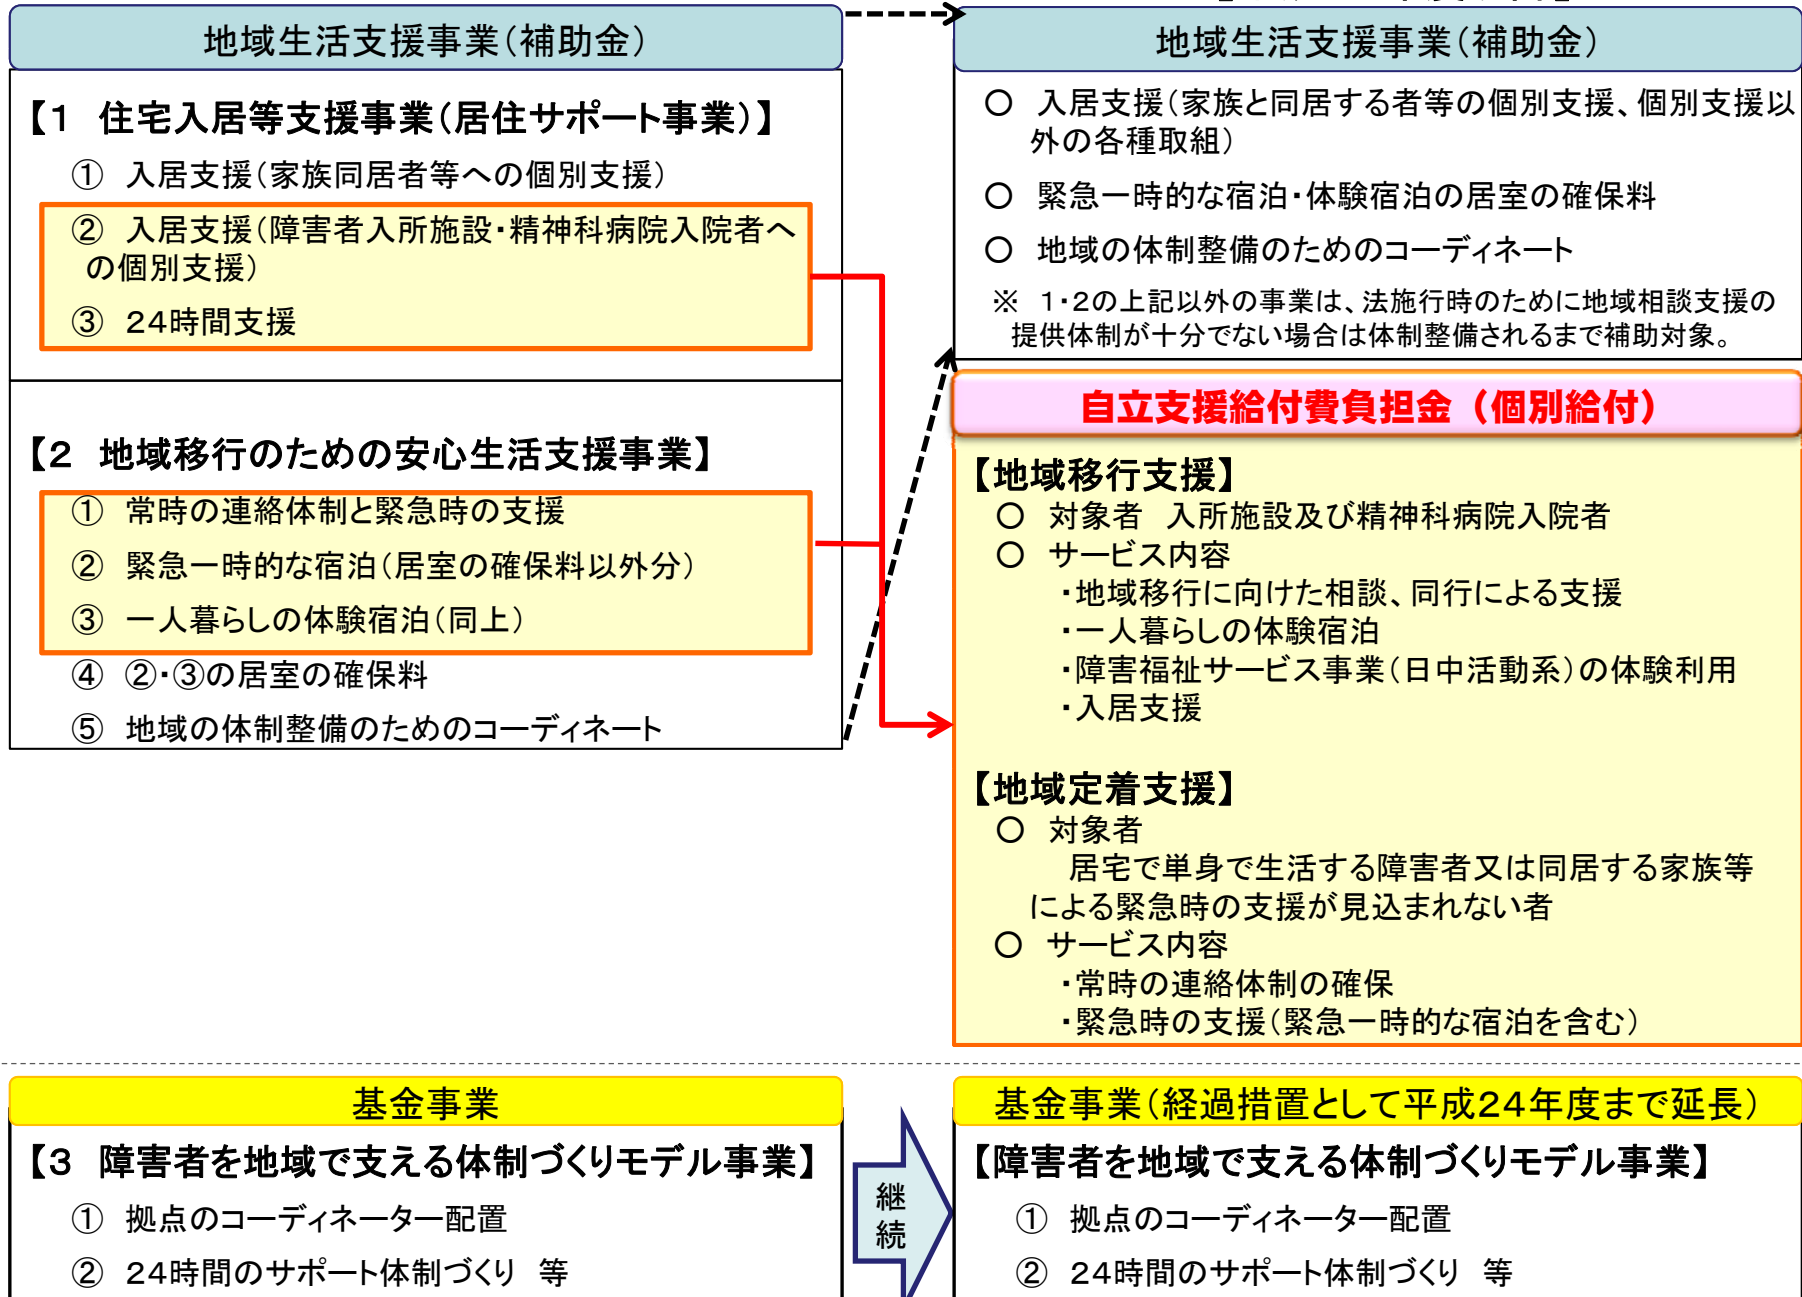 地域生活支援事業（補助金）
【１　住宅入居等支援事業（居住サポート事業）】
①　入居支援（家族同居者等への個別支援）
②　入居支援（障害者入所施設・精神科病院入院者へ
の個別支援）
③　２４時間支援
【２　地域移行のための安心生活支援事業】
①　常時の連絡体制と緊急時の支援
②　緊急一時的な宿泊（居室の確保料以外分）
③　一人暮らしの体験宿泊（同上）
④　②・③の居室の確保料
⑤　地域の体制整備のためのコーディネート
地域生活支援事業（補助金）
○　入居支援（家族と同居する者等の個別支援、個別支援以
外の各種取組）
○　緊急一時的な宿泊・体験宿泊の居室の確保料
○　地域の体制整備のためのコーディネート
※　１・２の上記以外の事業は、法施行時のために地域相談支援の
提供体制が十分でない場合は体制整備されるまで補助対象。
自立支援給付費負担金（個別給付）
【地域移行支援】
○　対象者　入所施設及び精神科病院入院者
○　サービス内容
・地域移行に向けた相談、同行による支援
・一人暮らしの体験宿泊
・障害福祉サービス事業（日中活動系）の体験利用
・入居支援
【地域定着支援】
○　対象者
居宅で単身で生活する障害者又は同居する家族等
による緊急時の支援が見込まれない者
○　サービス内容
・常時の連絡体制の確保
・緊急時の支援（緊急一時的な宿泊を含む）
基金事業
【３　障害者を地域で支える体制づくりモデル事業】
①　拠点のコーディネーター配置
②　２４時間のサポート体制づくり　等
継続
基金事業（経過措置として平成２４年度まで延長）
【障害者を地域で支える体制づくりモデル事業】
①　拠点のコーディネーター配置
②　２４時間のサポート体制づくり　等